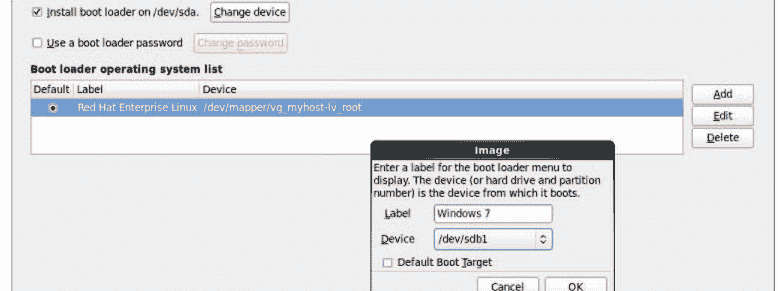 Install boot loader on /dev/sda. Change device
Use a boot loader password Change password
Boot loader operating system list
Default Label Device
Red Hat Enterprise Linux /dev/mapper/vg_myhost-lv_root
Add
Edit
Delete
Image
Enter a label for the boot loader menu to
display. The device (or hard drive and partition
number) is the device from which it boots.
Label Windows 7
Device /dev/sdb1
Default Boot Target
Cancel OK